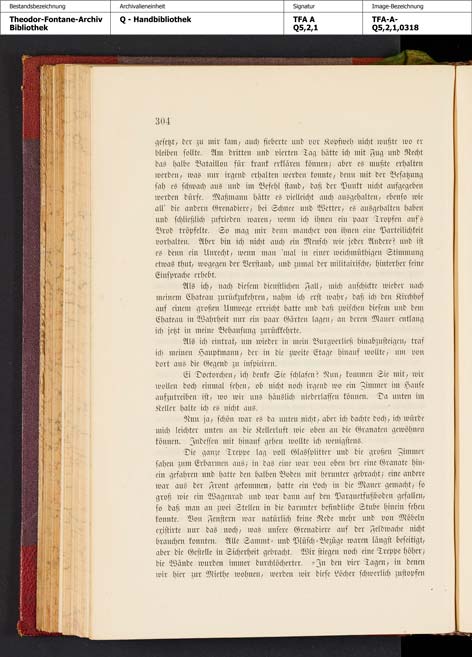 Bestandsbezeichnung
Archivalieneinheit
Signatur
Image-Bezeichnung
Theodor-Fontane-Archiv
Bibliothek
Q - Handbibliothek
TFA A
Q5,2,1
TFA-A-
Q5,2,1,0318
304
gesetzt, der zu mir kam, auch fieberte und vor Kopfweh nicht wußte wo er
bleiben sollte. Am dritten und vierten Tag hätte ich mit Fug und Recht
das halbe Bataillon für krank erklären können; aber es mußte erhalten
werden, was nur irgend erhalten werden konnte, denn mit der Besatzung
sah es schwach aus und im Befehl stand, daß der Punkt nicht aufgegeben
werden dürfe. Maßmann hätte es vielleicht auch ausgehalten, ebenso wie
all' die andern Grenadiere, bei Schnee und Wetter, es ausgehalten haben
und schließlich zufrieden waren, wenn ich ihnen ein paar Tropfen auf's
Brod tröpfelte. So mag mir denn mancher von ihnen eine Parteilichkeit
vorhalten. Aber bin ich nicht auch ein Mensch wie jeder Andere? und ist
es denn ein Unrecht, wenn man 'mal in einer weichmüthigen Stimmung
etwas thut, wogegen der Verstand, und zumal der militairische, hinterher seine
Einsprache erhebt.
Als ich, nach diesem dienstlichen Fall, mich anschickte wieder nach
meinem Chateau zurückzukehren, nahm ich erst wahr, daß ich den Kirchhof
auf einem großen Umwege erreicht hatte und daß zwischen diesem und dem
Chateau in Wahrheit nur ein paar Gärten lagen, an deren Mauer entlang
ich jetzt in meine Behausung zurückkehrte.
Als ich eintrat, um wieder in mein Burgverließ hinabzusteigen, traf
ich meinen Hauptmann, der in die zweite Etage hinauf wollte, um von
dort aus die Gegend zu inspiciren.
Ei Doctorchen, ich denke Sie schlafen? Nun, kommen Sie mit, wir
wollen doch einmal sehen, ob nicht noch irgend wo ein Zimmer im Hause
aufzutreiben ist, wo wir uns häuslich niederlassen können. Da unten im
Keller halte ich es nicht aus.
Nun ja, schön war es da unten nicht, aber ich dachte doch, ich würde
mich leichter unten an die Kellerluft wie oben an die Granaten gewöhnen
können. Indessen mit hinauf gehen wollte ich wenigstens.
Die ganze Treppe lag voll Glassplitter und die großen Zimmer
sahen zum Erbarmen aus; in das eine war von oben her eine Granate hin-
ein gefahren und hatte den halben Boden mit herunter gebracht; eine andere
war aus der Front gekommen, hatte ein Loch in die Mauer gemacht, so
groß wie ein Wagenrad und war dann auf den Parquetfußboden gefallen,
so daß man an zwei Stellen in die darunter befindliche Stube hinein sehen
konnte. Von Fenstern war natürlich keine Rede mehr und von Möbeln
existirte nur das noch, was unsere Grenadiere auf der Feldwache nicht
brauchen konnten. Alle Sammt- und Plüsch-Bezüge waren längst beseitigt,
aber die Gestelle in Sicherheit gebracht. Wir stiegen noch eine Treppe höher;
die Wände wurden immer durchlöcherter. »In den vier Tagen, in denen
wir hier zur Miethe wohnen, werden wir diese Löcher schwerlich zustopfen